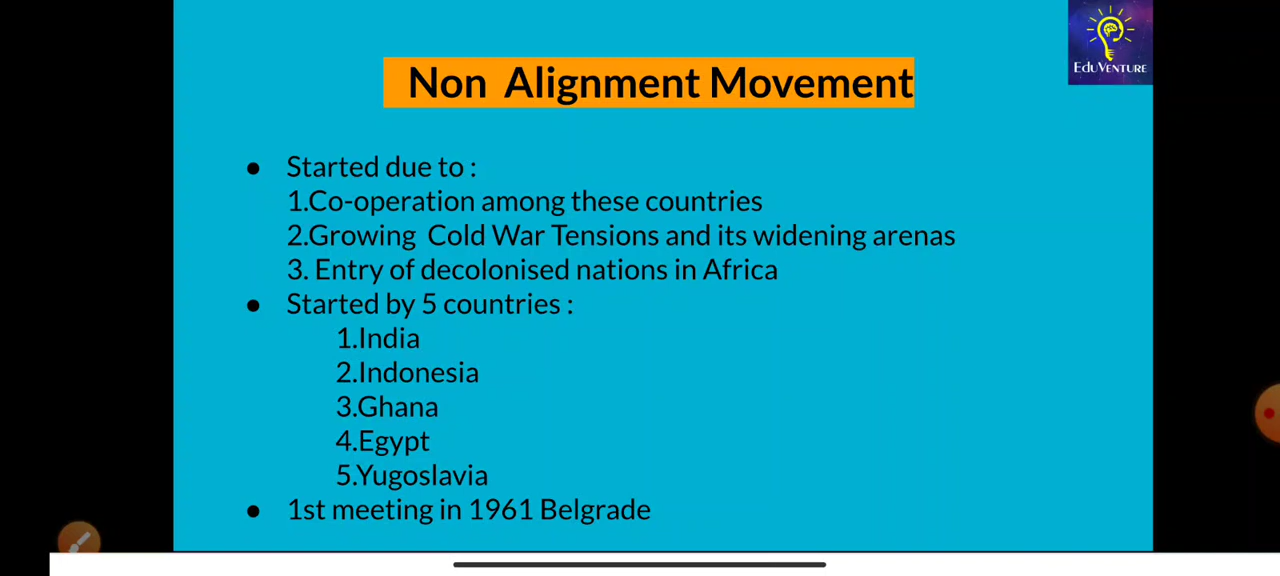 EDUVENTURE
Non Alignment Movement
● Started due to :
1.Co-operation among these countries
2.Growing Cold War Tensions and its widening arenas
3. Entry of decolonised nations in Africa
● Started by 5 countries :
1.India
2.Indonesia
3.Ghana
4.Egypt
5.Yugoslavia
● 1st meeting in 1961 Belgrade